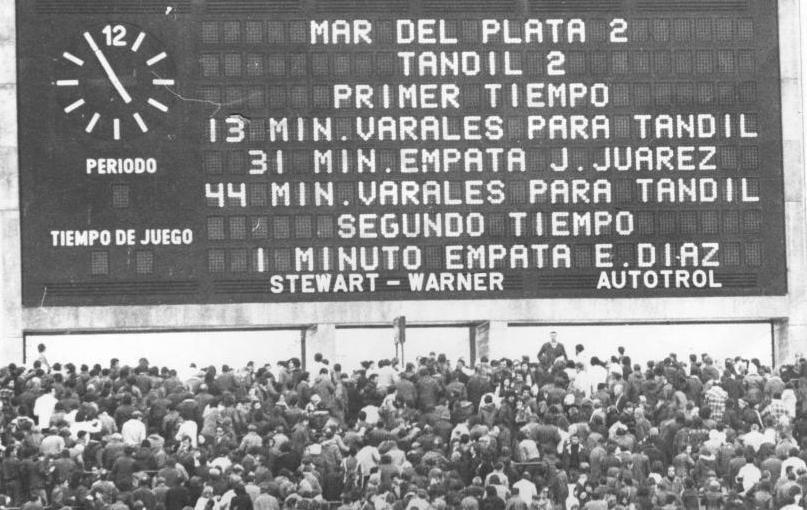 12
PERIODO
TIEMPO DE JUEGO
MAR DEL PLATA 2
TANDIL 2
PRIMER TIEMPO
13 MIN.VARALES PARA TANDIL
31 MIN.EMPATA J.JUAREZ
44 MIN.VARALES PARA TANDIL
SEGUNDO TIEMPO
1 MINUTO EMPATA E.DIAZ
STEWART - WARNER AUTOTROL